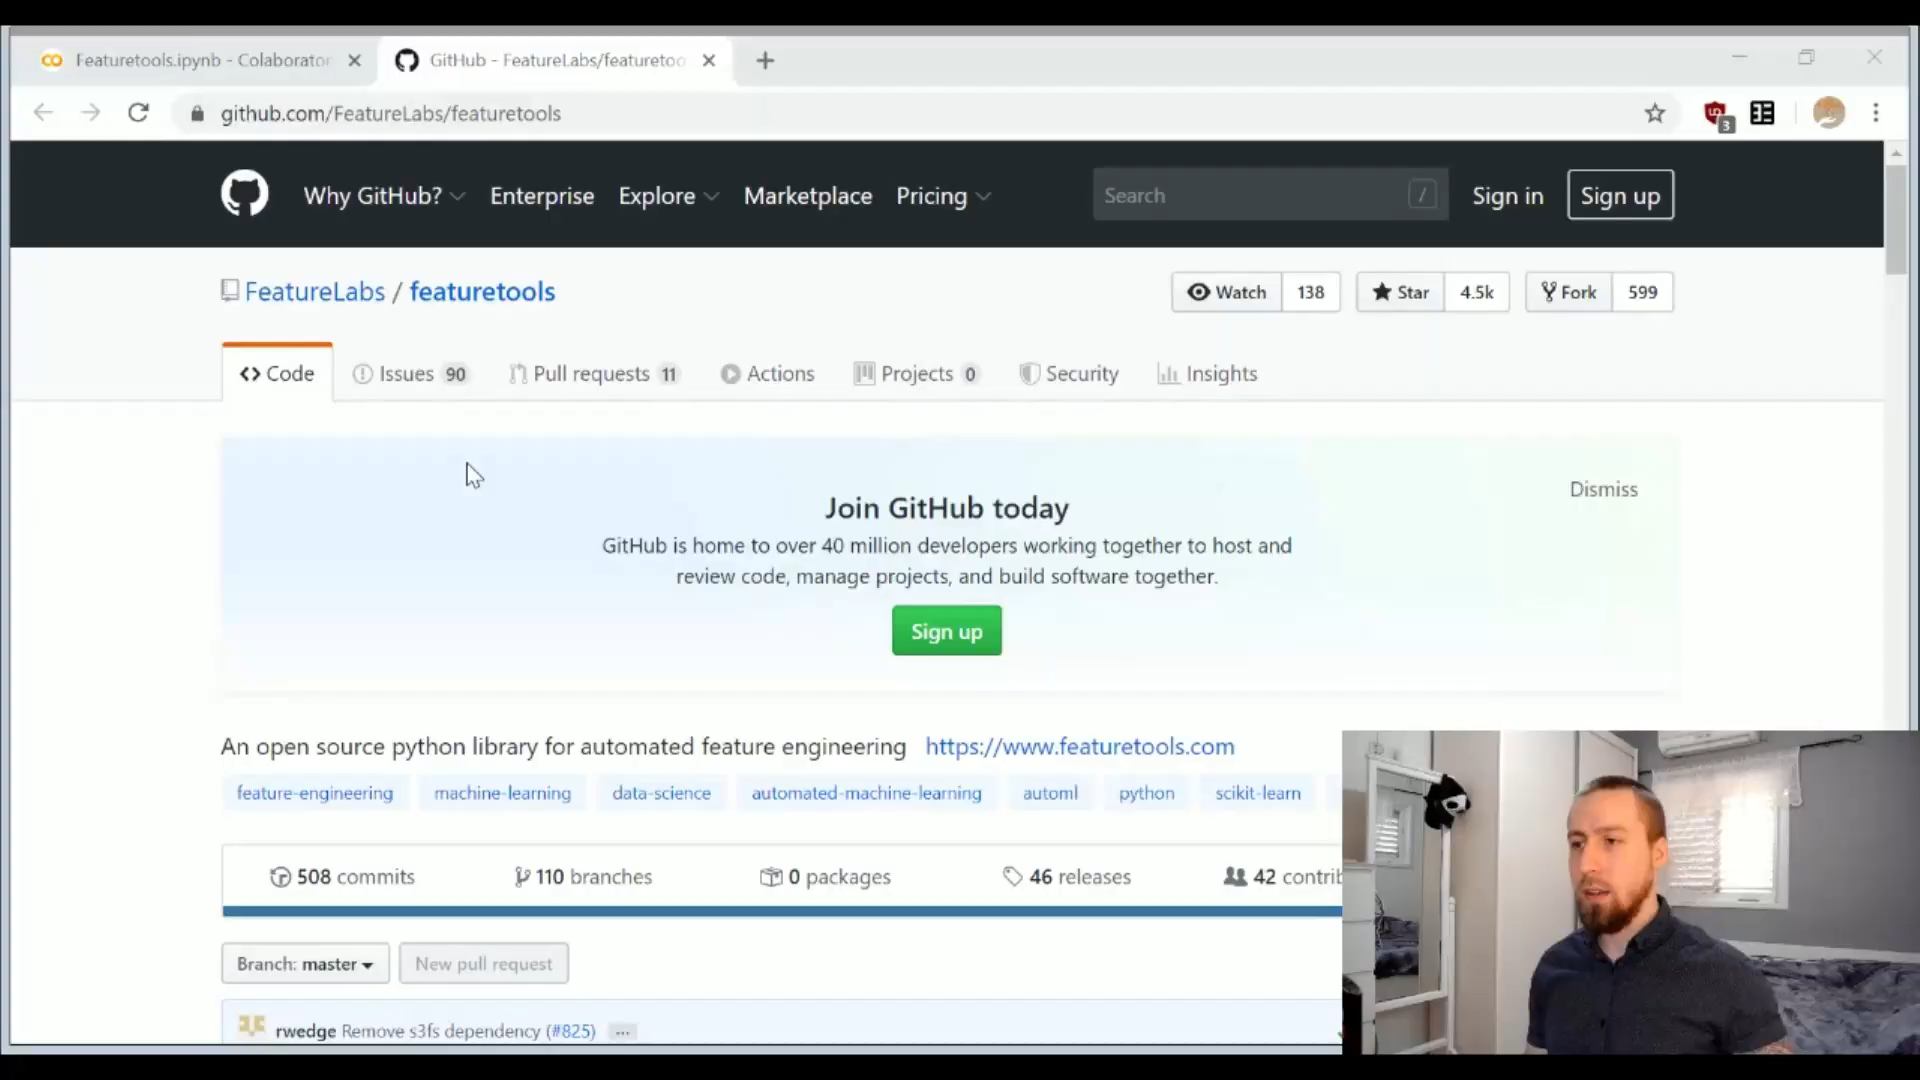 Featuretools.ipynb - Colaborator
GitHub - FeatureLabs/featuretoo
github.com/FeatureLabs/featuretools
3
Why GitHub?
Enterprise
Explore
Marketplace
Pricing
Search
/
Sign in
Sign up
FeatureLabs / featuretools
Watch 138
Star 4.5k
Fork 599
Code
Issues 90
Pull requests 11
Actions
Projects 0
Security
Insights
Join GitHub today
Dismiss
GitHub is home to over 40 million developers working together to host and
review code, manage projects, and build software together.
Sign up
An open source python library for automated feature engineering https://www.featuretools.com
feature-engineering machine-learning data-science automated-machine-learning automl python scikit-learn
508 commits
110 branches
0 packages
46 releases
42 contrib
Branch: master
New pull request
rwedge Remove s3fs dependency (#825) ...